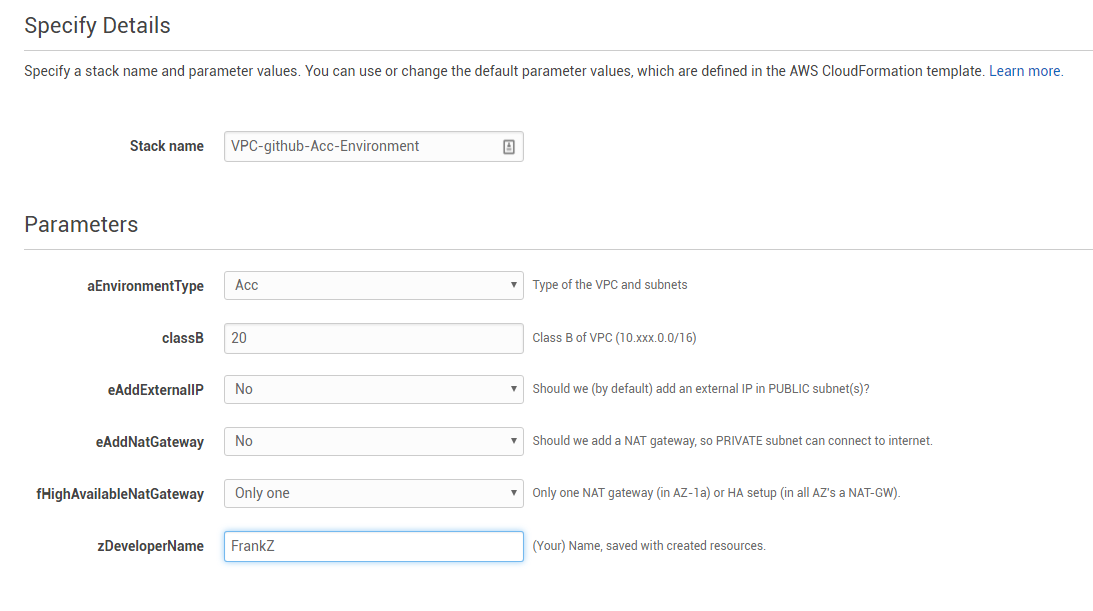 Specify Details
Specify a stack name and parameter values. You can use or change the default parameter values, which are defined in the AWS CloudFormation template. Learn more.
Stack name VPC-github-Acc-Environment
Parameters
aEnvironmentType Acc Type of the VPC and subnets
classB 20 Class B of VPC (10.xxx.0.0/16)
eAddExternalIP No Should we (by default) add an external IP in PUBLIC subnet(s)?
eAddNatGateway No Should we add a NAT gateway, so PRIVATE subnet can connect to internet.
fHighAvailableNatGateway Only one Only one NAT gateway (in AZ-1a) or HA setup (in all AZ's a NAT-GW).
zDeveloperName FrankZ (Your) Name, saved with created resources.